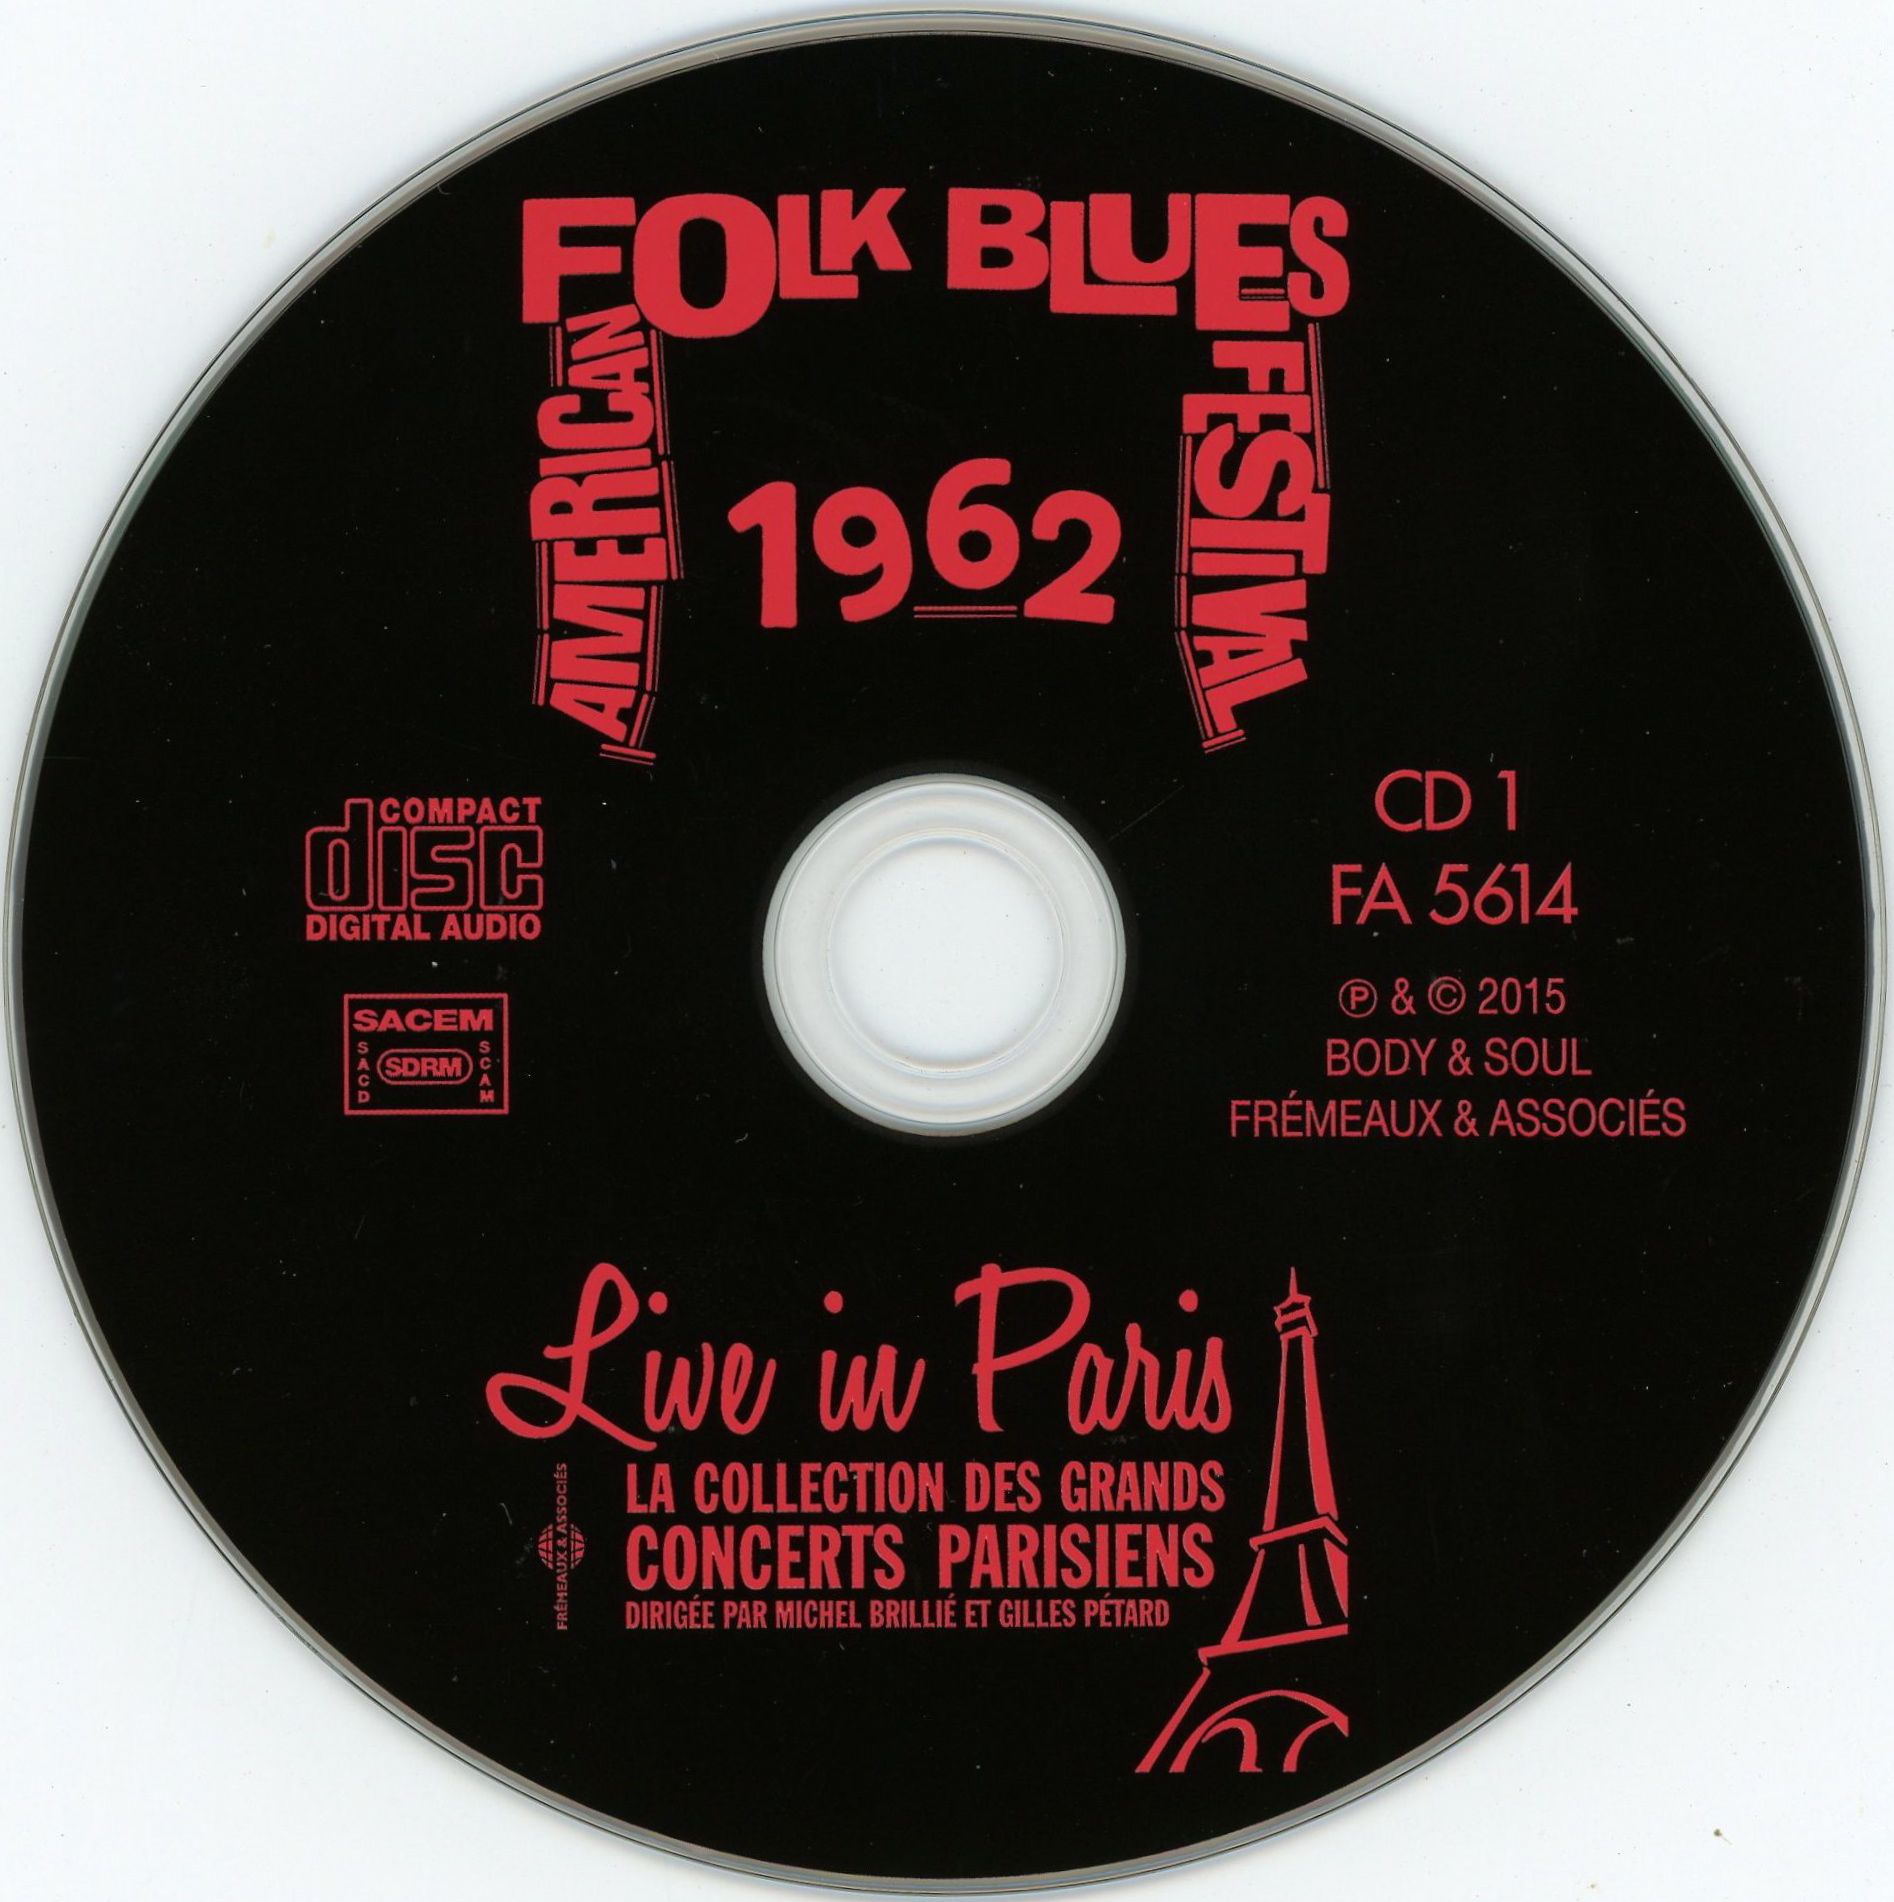 AMERICAN
FOLK BLUES
FESTIVAL
1962
COMPACT
disc
DIGITAL AUDIO
SACEM
SACD
SDRM
SCAM
CD 1
FA 5614
Ⓟ & © 2015
BODY & SOUL
FRÉMEAUX & ASSOCIÉS
Live in Paris
FRÉMEAUX & ASSOCIÉS
LA COLLECTION DES GRANDS
CONCERTS PARISIENS
DIRIGÉE PAR MICHEL BRILLIÉ ET GILLES PÉTARD